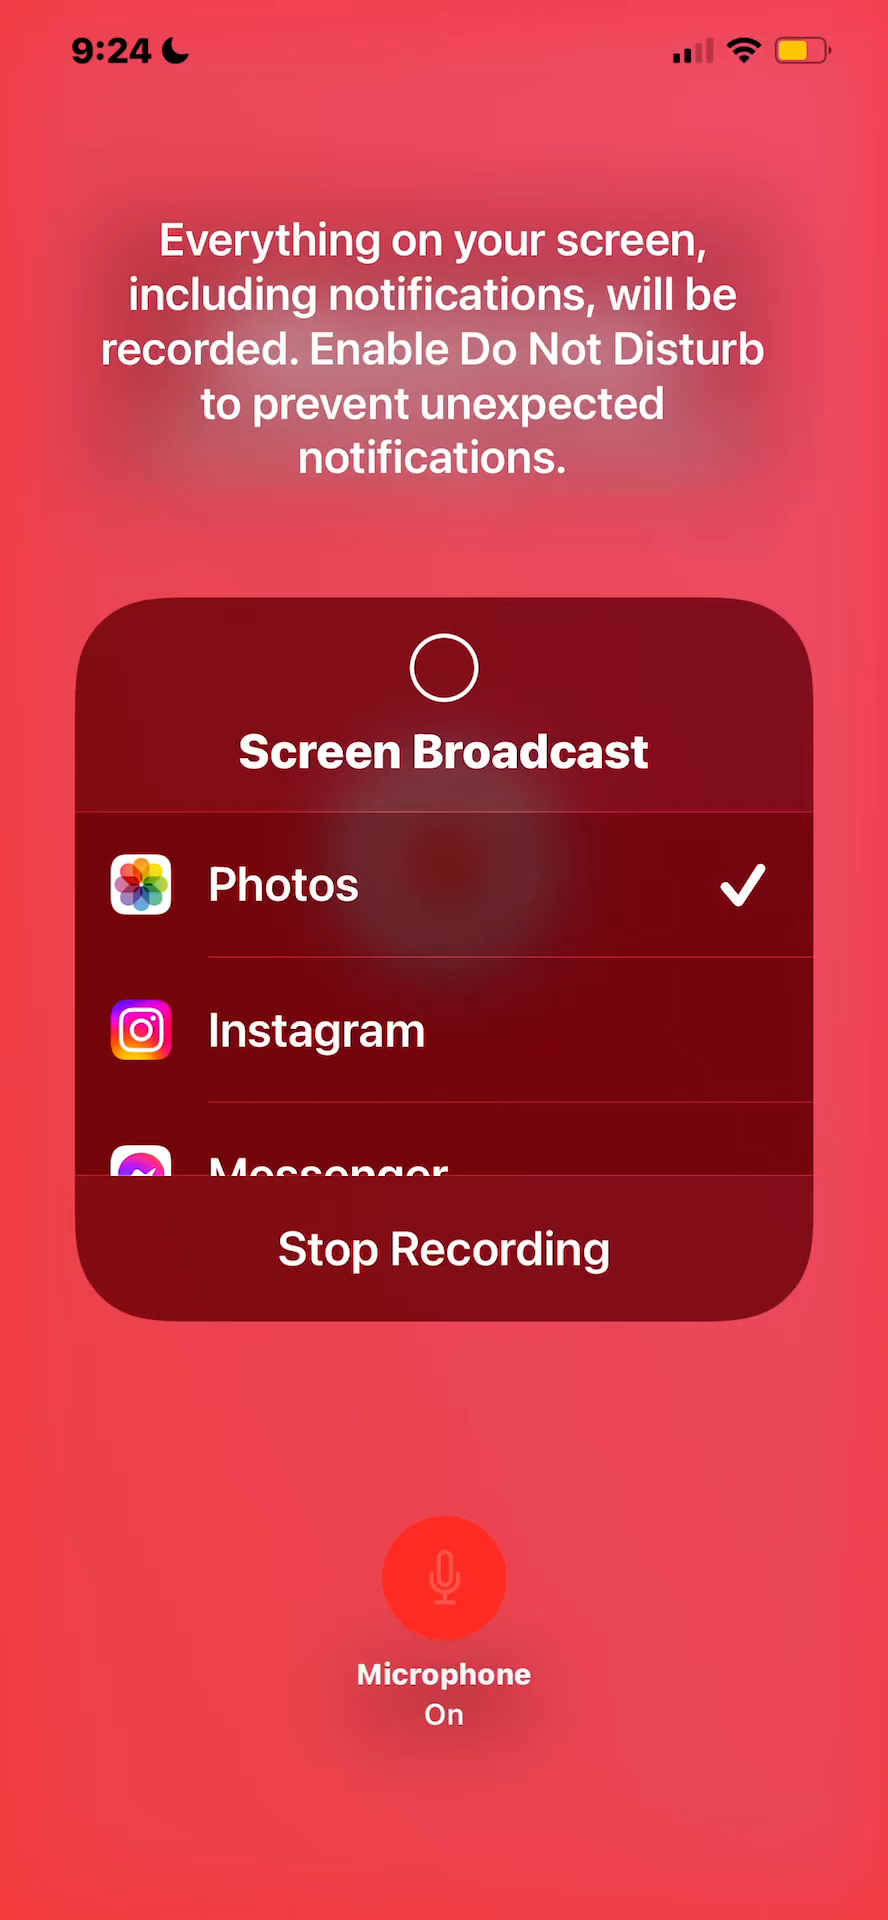 9:24
Everything on your screen,
including notifications, will be
recorded. Enable Do Not Disturb
to prevent unexpected
notifications.
Screen Broadcast
Photos
Instagram
Messenger
Stop Recording
Microphone
On